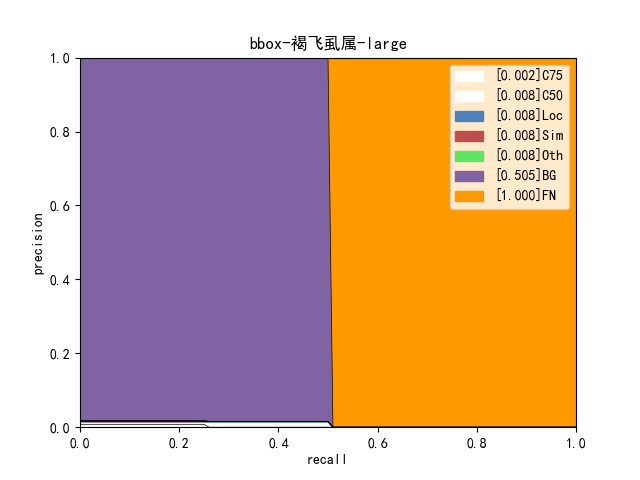 bbox-褐飞虱属-large
1.0
0.8
0.6
0.4
0.2
0.0
precision
[0.002]C75
[0.008]C50
[0.008]Loc
[0.008]Sim
[0.008]Oth
[0.505]BG
[1.000]FN
0.0 0.2 0.4 0.6 0.8 1.0
recall